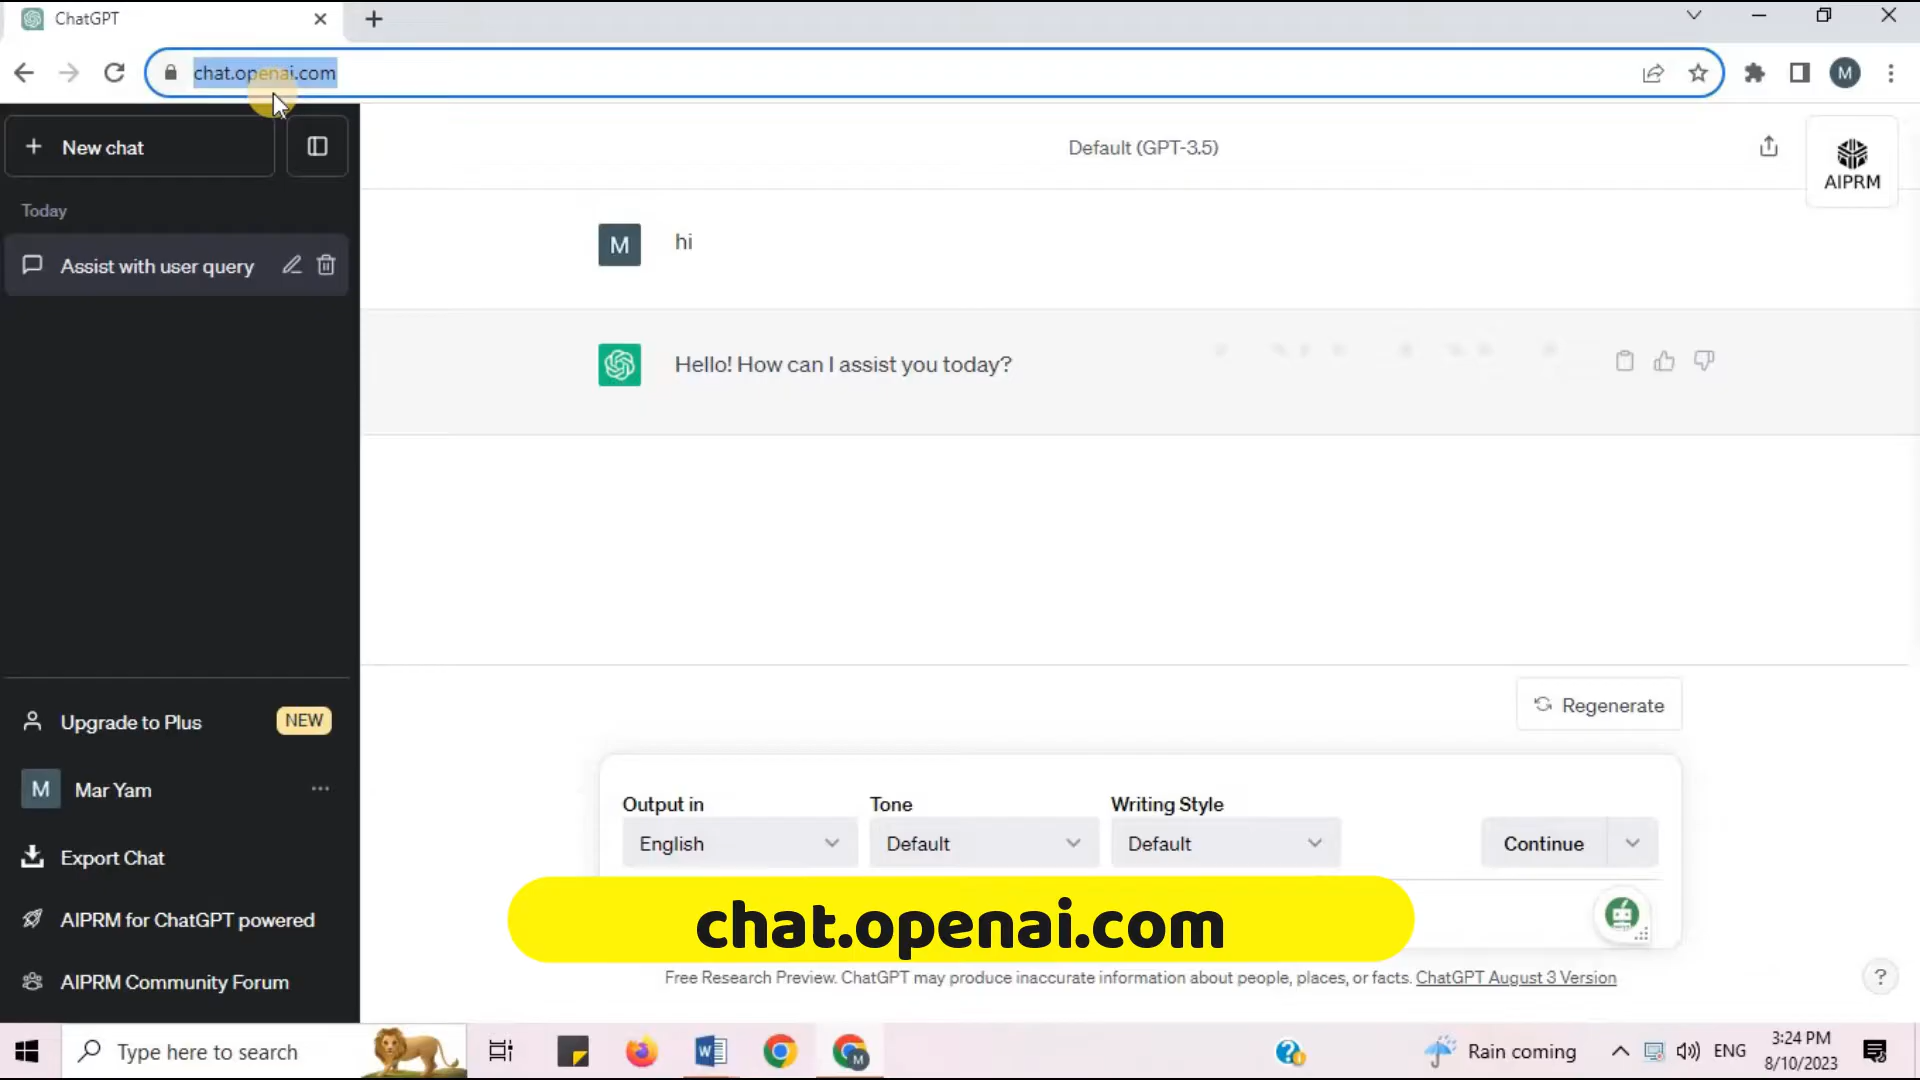 ChatGPT
chat.openai.com
M
New chat
Default (GPT-3.5)
AIPRM
Today
M hi
Assist with user query
Hello! How can I assist you today?
Regenerate
Upgrade to Plus NEW
M Mar Yam
Output in Tone Writing Style
English Default Default Continue
Export Chat
AIPRM for ChatGPT powered
chat.openai.com
AIPRM Community Forum
Free Research Preview. ChatGPT may produce inaccurate information about people, places, or facts. ChatGPT August 3 Version
?
Type here to search
M
Rain coming
ENG
3:24 PM
8/10/2023